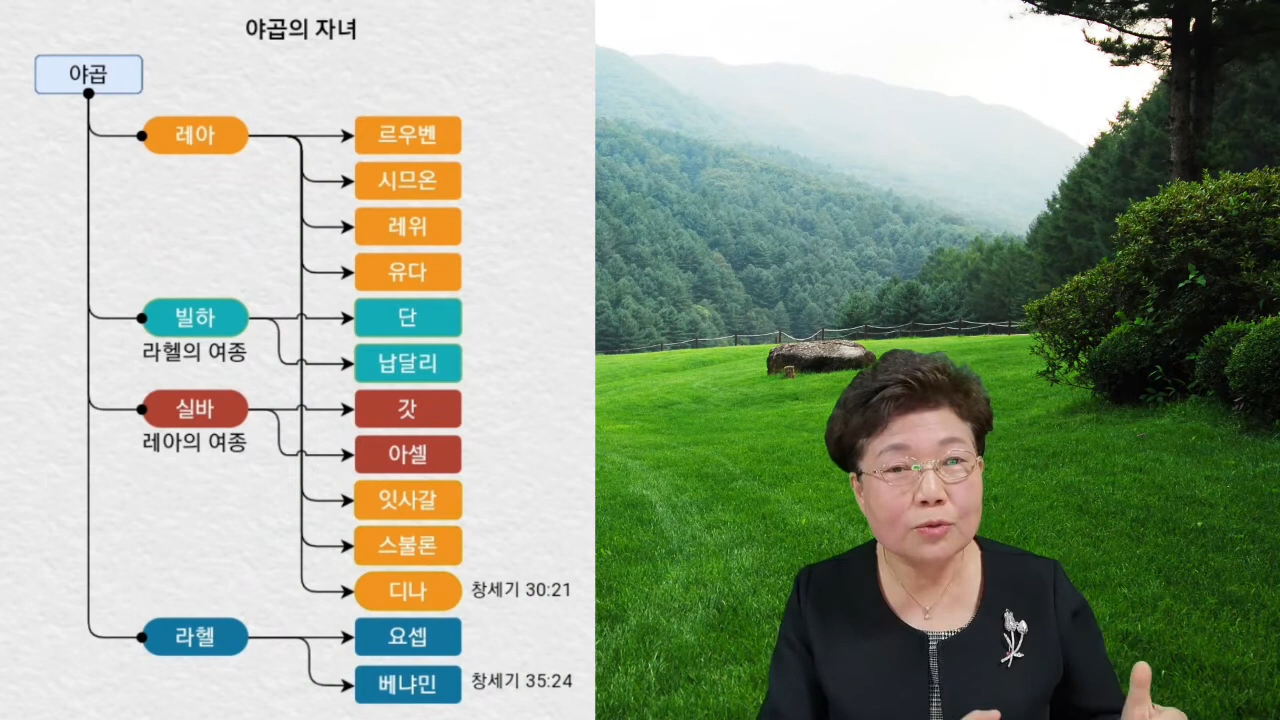 야곱의 자녀
야곱
레아
르우벤
시므온
레위
유다
빌하
라헬의 여종
단
납달리
실바
레아의 여종
갓
아셀
잇사갈
스불론
디나
창세기 30:21
라헬
요셉
베냐민
창세기 35:24